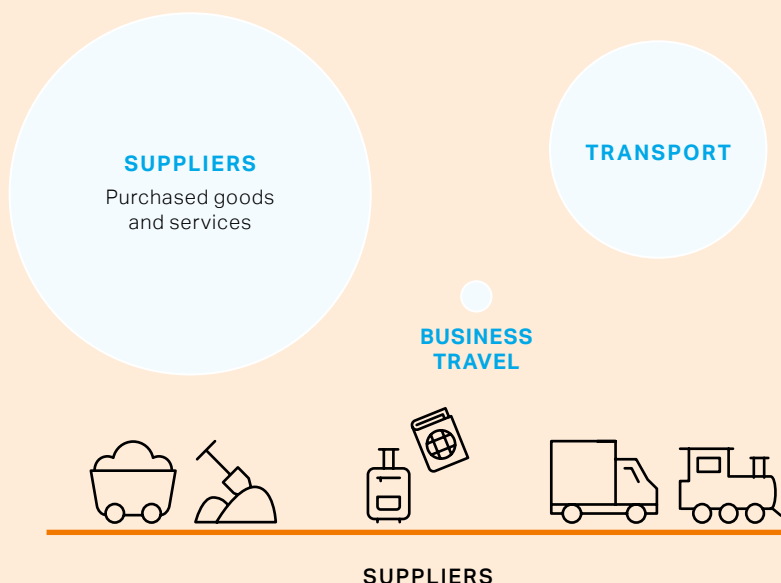 SUPPLIERS
Purchased goods
and services
TRANSPORT
BUSINESS
TRAVEL
SUPPLIERS